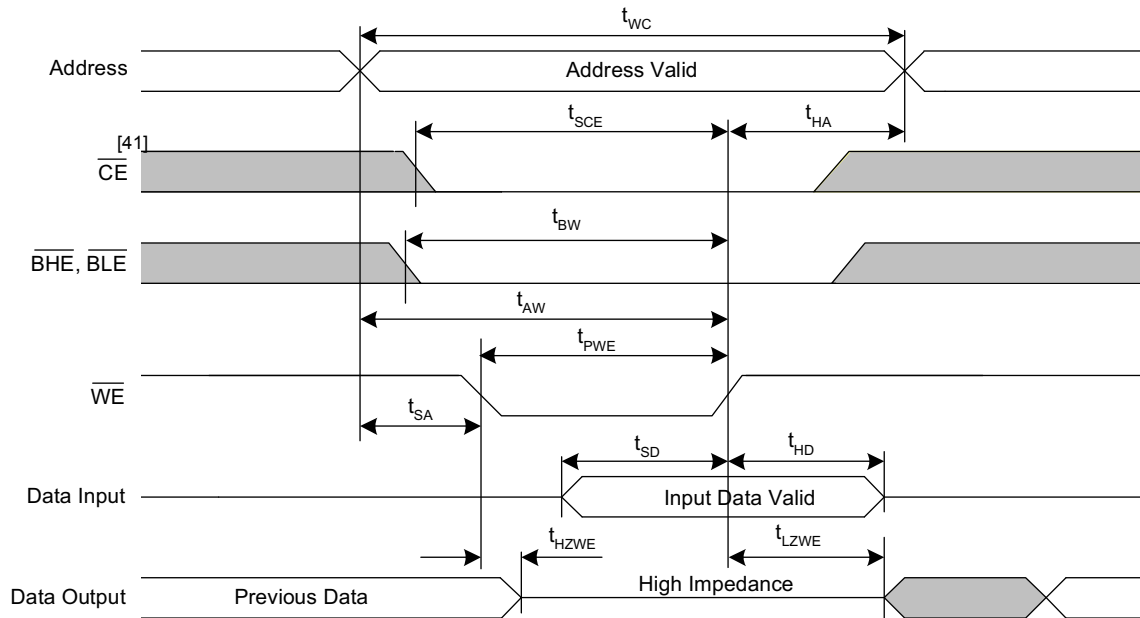 tWC
Address
Address Valid
tSCE
tHA
[41]
CE
tBW
BHE, BLE
tAW
tPWE
WE
tSA
tSD
tHD
Data Input
Input Data Valid
tHZWE
tLZWE
Data Output
Previous Data
High Impedance